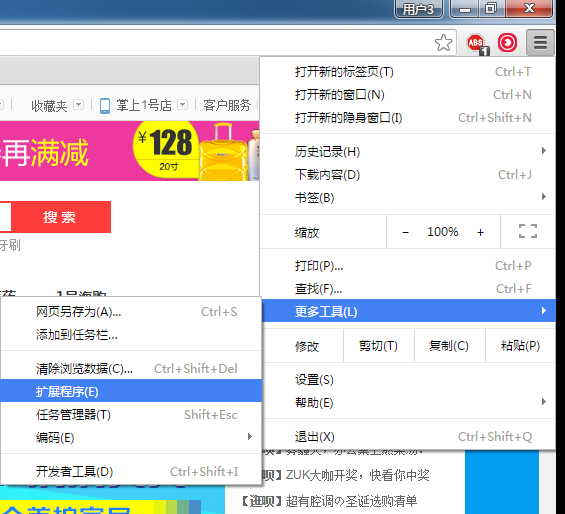 用户3
ABS 1
打开新的标签页(T) Ctrl+T
打开新的窗口(N) Ctrl+N
打开新的隐身窗口(I) Ctrl+Shift+N
收藏夹 掌上1号店 客户服务
历史记录(H)
下载内容(D) Ctrl+J
书签(B)
再满减
¥128
20寸
搜 索
牙刷
缩放 − 100% +
打印(P)... Ctrl+P
查找(F)... Ctrl+F
更多工具(L)
修改 剪切(T) 复制(C) 粘贴(P)
设置(S)
帮助(E)
退出(X) Ctrl+Shift+Q
1号海购
网页另存为(A)... Ctrl+S
添加到任务栏...
清除浏览数据(C)... Ctrl+Shift+Del
扩展程序(E)
任务管理器(T) Shift+Esc
编码(E)
开发者工具(D) Ctrl+Shift+I
ZUK大咖开奖，快看你中奖
超有腔调の圣诞选购清单